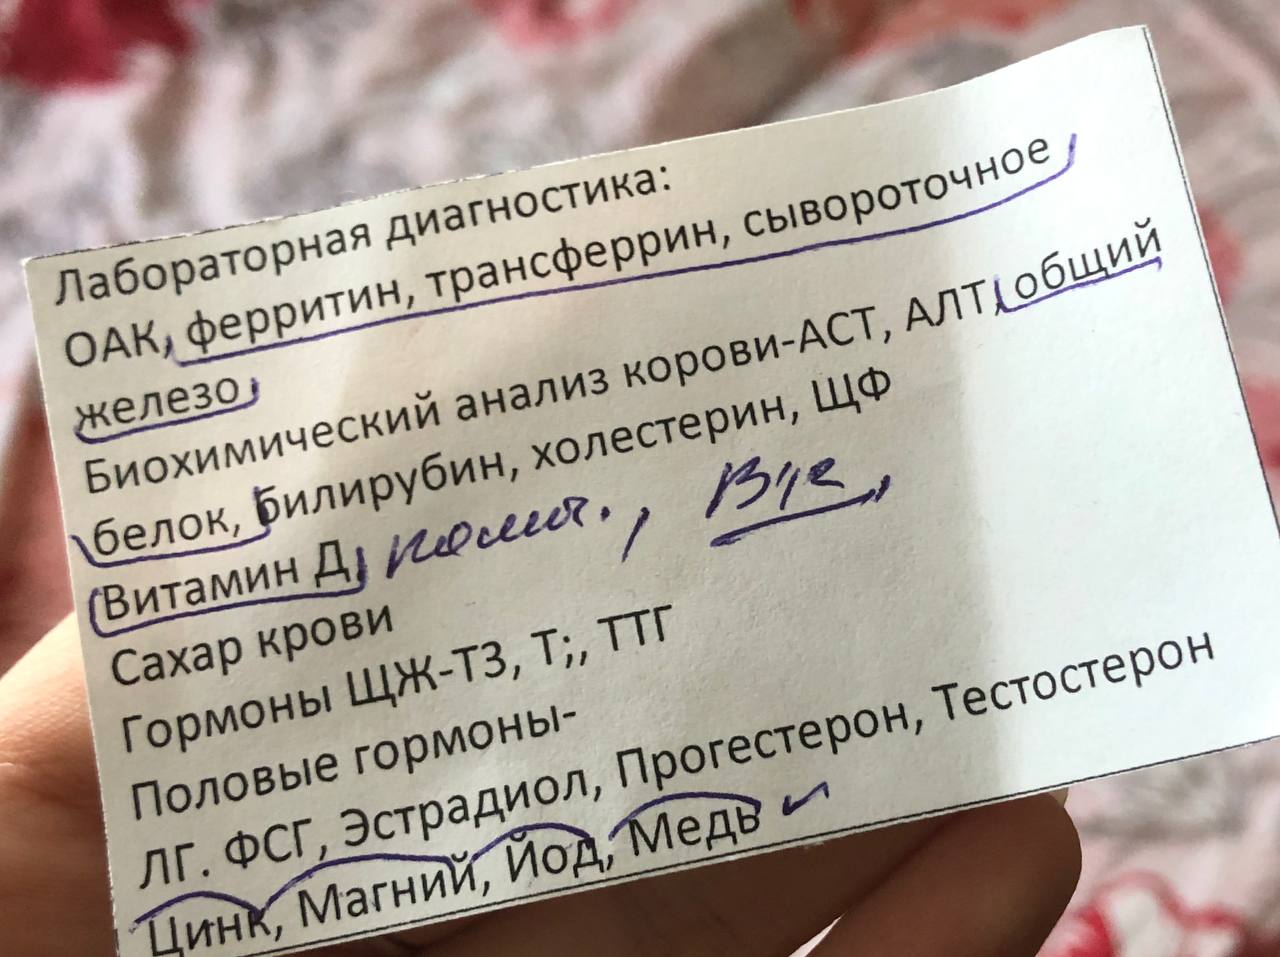 Лабораторная диагностика:
ОАК, ферритин, трансферрин, сывороточное
железо
Биохимический анализ корови-АСТ, АЛТ, общий
белок, билирубин, холестерин, ЩФ
Витамин Д, B12,
Сахар крови
Гормоны ЩЖ-Т3, Т;, ТТГ
Половые гормоны-
ЛГ. ФСГ, Эстрадиол, Прогестерон, Тестостерон
Цинк, Магний, Йод, Медь